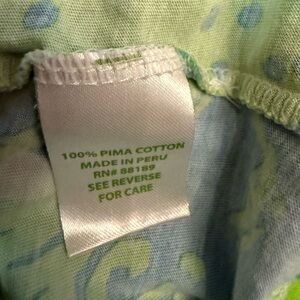 100% PIMA COTTON
MADE IN PERU
RN# 88189
SEE REVERSE
FOR CARE